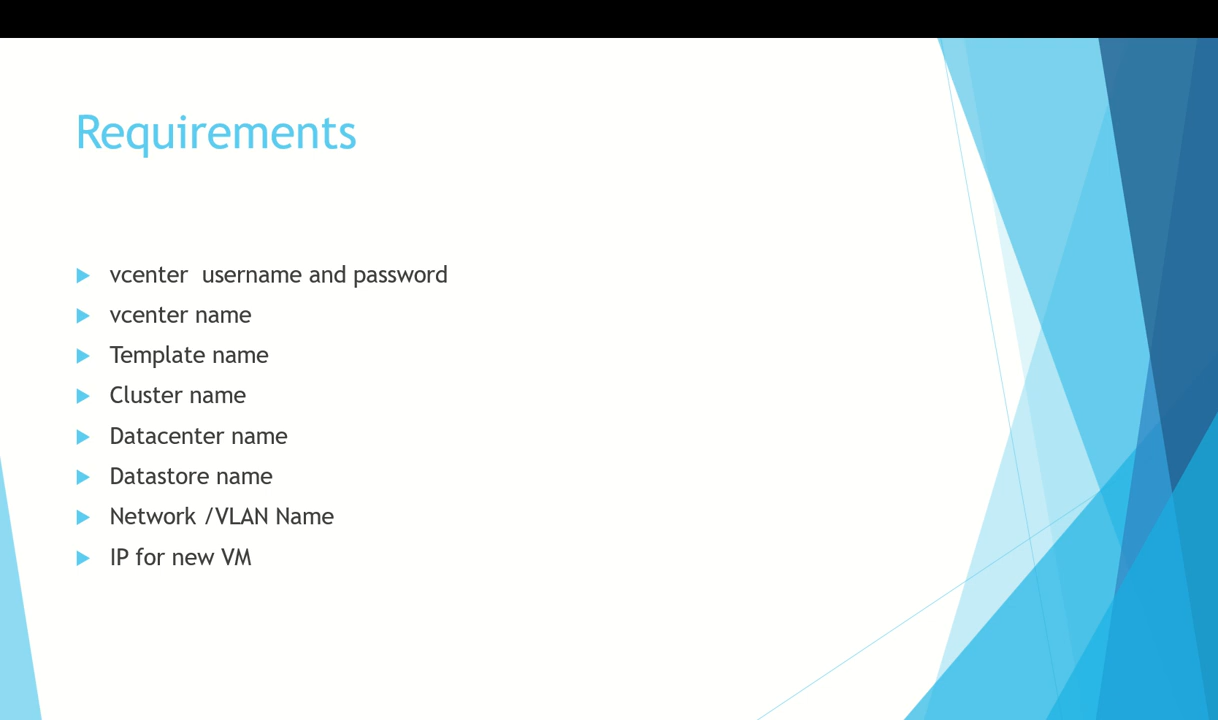 Requirements
vcenter  username and password
vcenter name
Template name
Cluster name
Datacenter name
Datastore name
Network /VLAN Name
IP for new VM